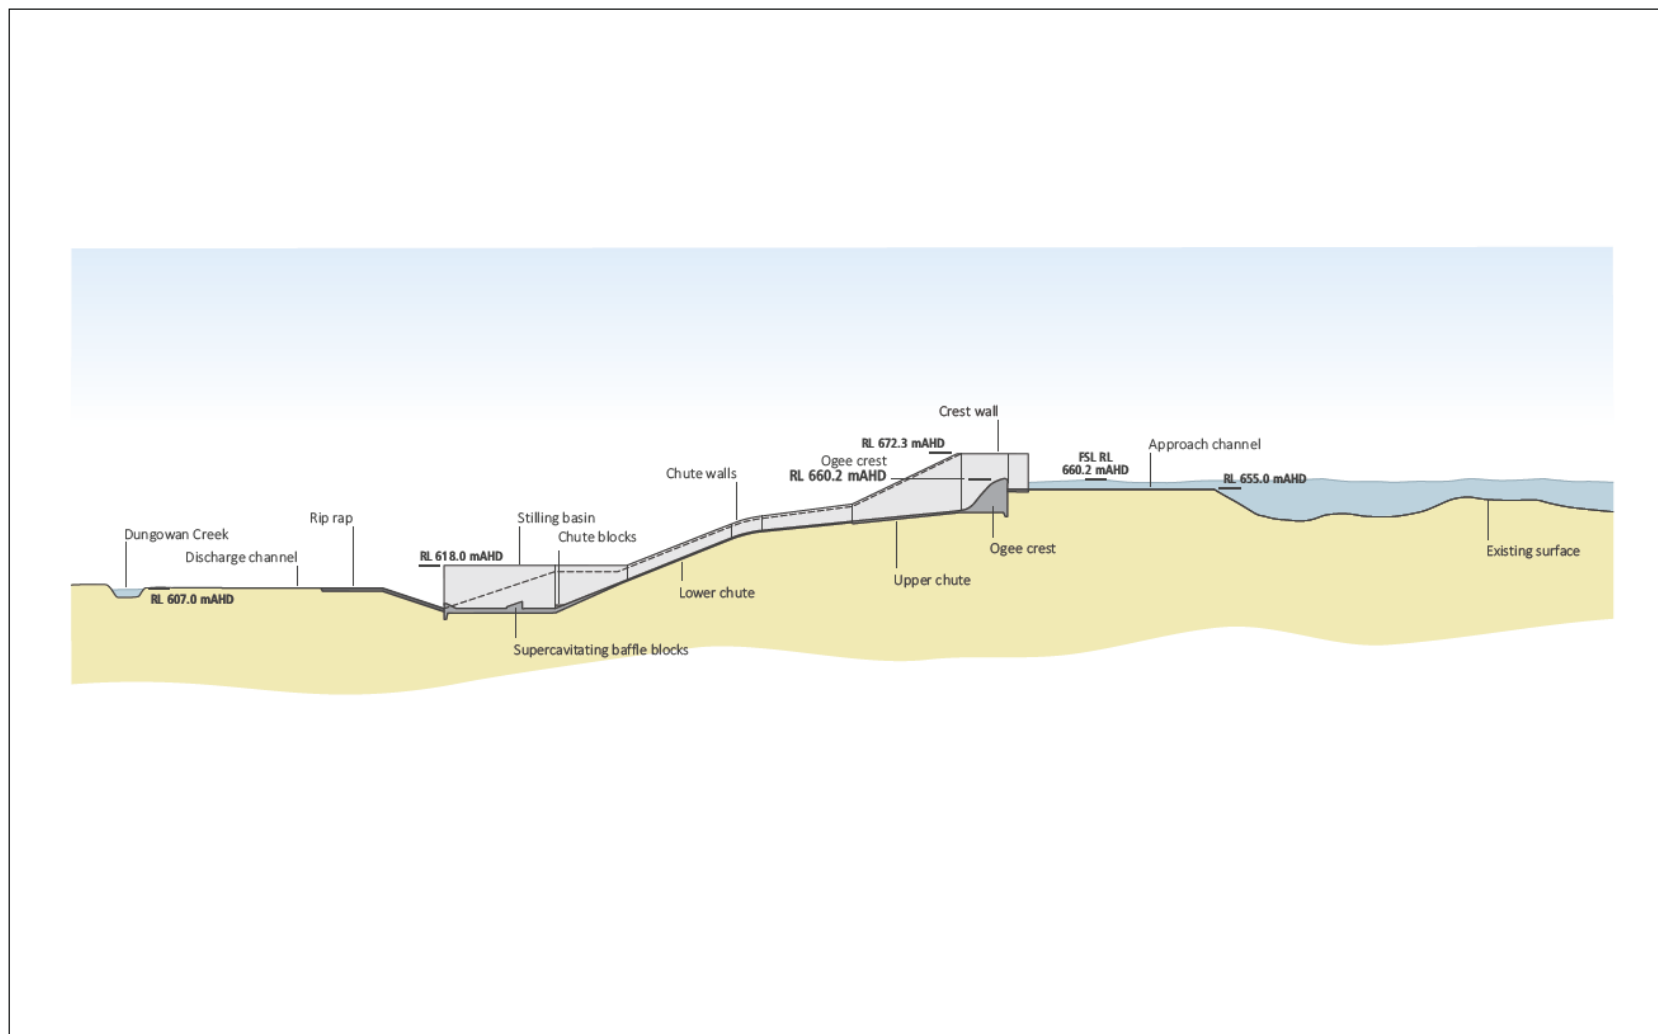 Crest wall
RL 672.3 mAHD
Approach channel
Ogee crest
RL 660.2 mAHD
FSL RL
660.2 mAHD
Chute walls
RL 655.0 mAHD
Rip rap
Stilling basin
Dungowan Creek
Chute blocks
Discharge channel
RL 618.0 mAHD
Ogee crest
Existing surface
Upper chute
Lower chute
RL 607.0 mAHD
Supercavitating baffle blocks